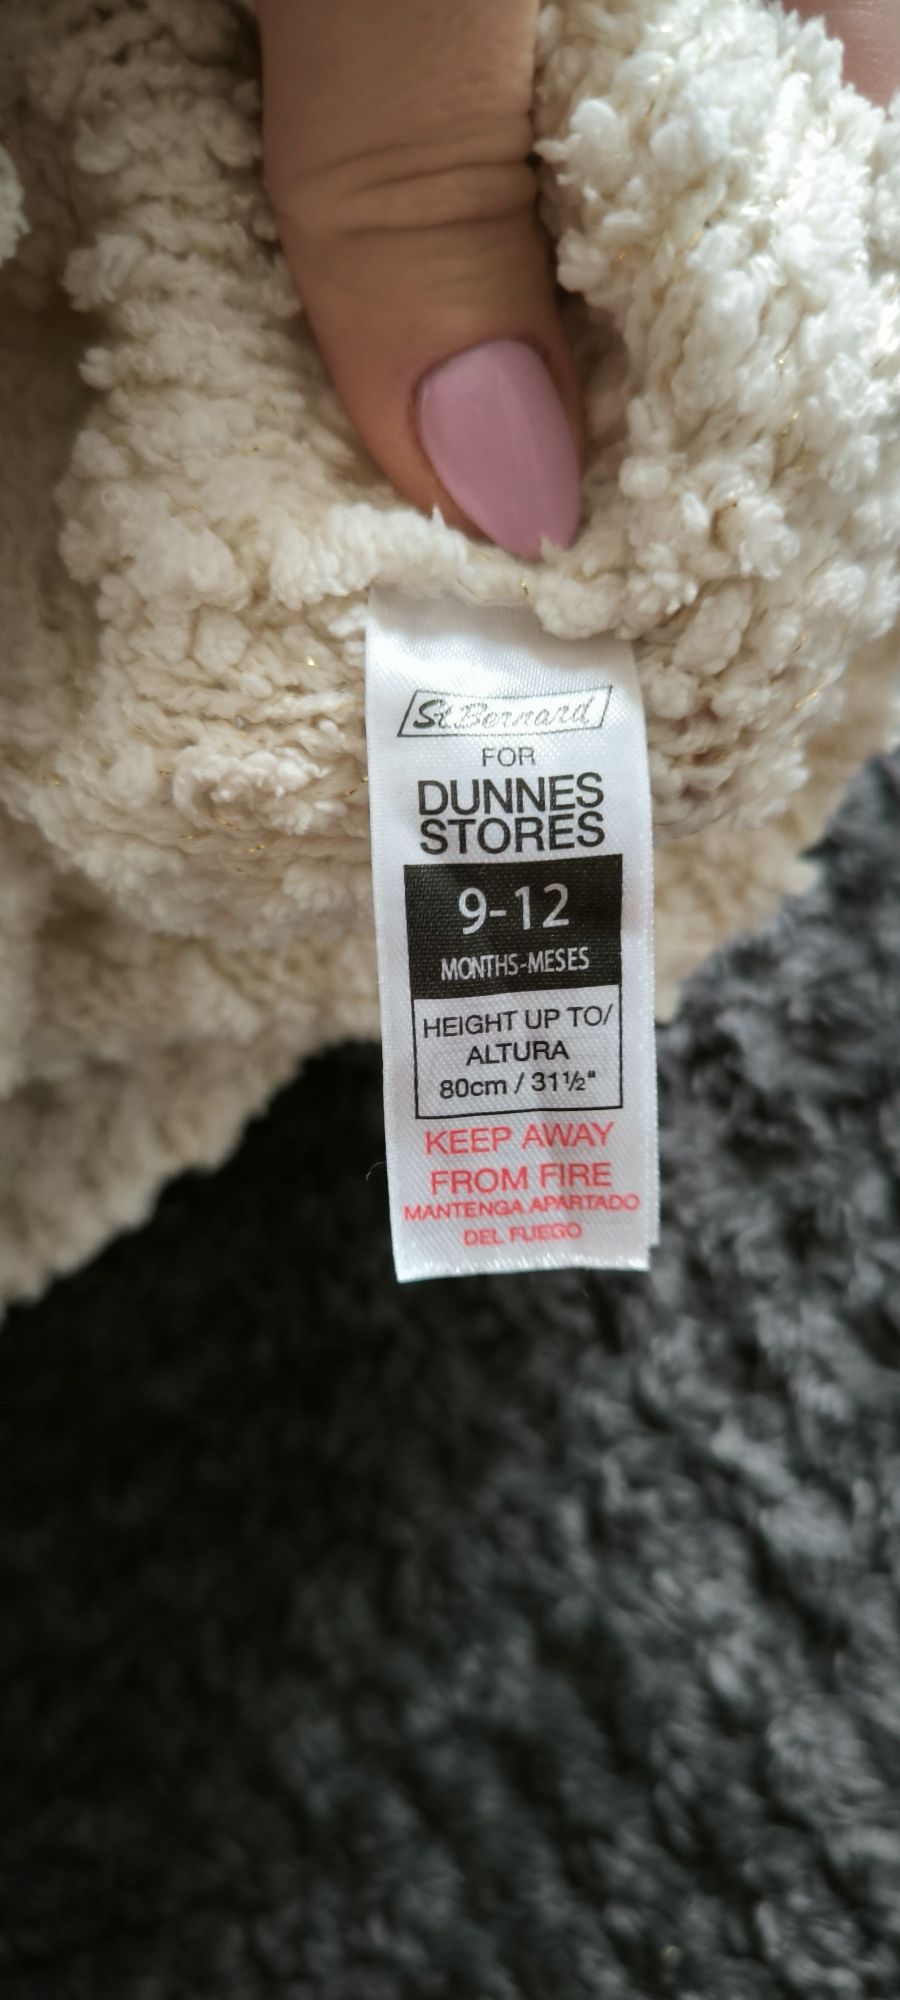 St Bernard
FOR
DUNNES
STORES
9-12
MONTHS-MESES
HEIGHT UP TO/
ALTURA
80cm / 31½"
KEEP AWAY
FROM FIRE
MANTENGA APARTADO
DEL FUEGO